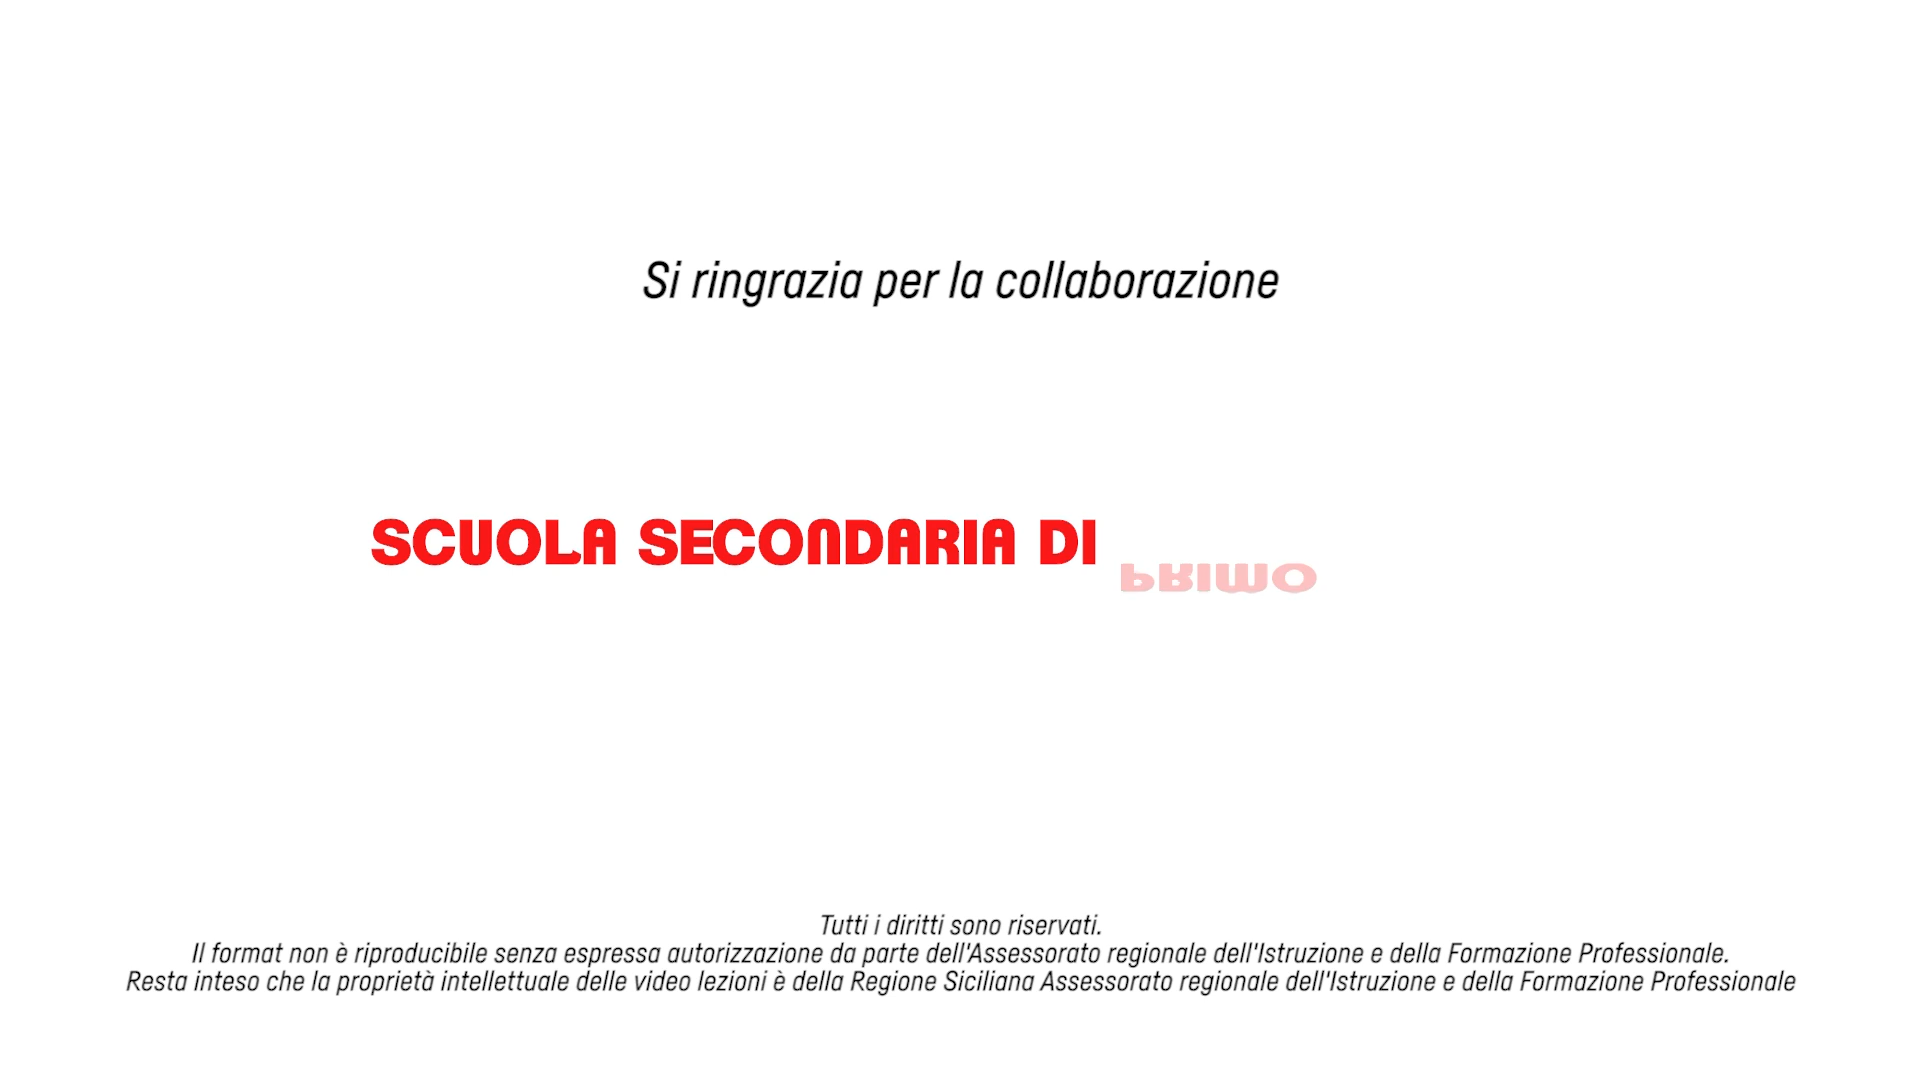 Si ringrazia per la collaborazione
SCUOLA SECONDARIA DI PRIMO
Tutti i diritti sono riservati.
Il format non è riproducibile senza espressa autorizzazione da parte dell'Assessorato regionale dell'Istruzione e della Formazione Professionale.
Resta inteso che la proprietà intellettuale delle video lezioni è della Regione Siciliana Assessorato regionale dell'Istruzione e della Formazione Professionale